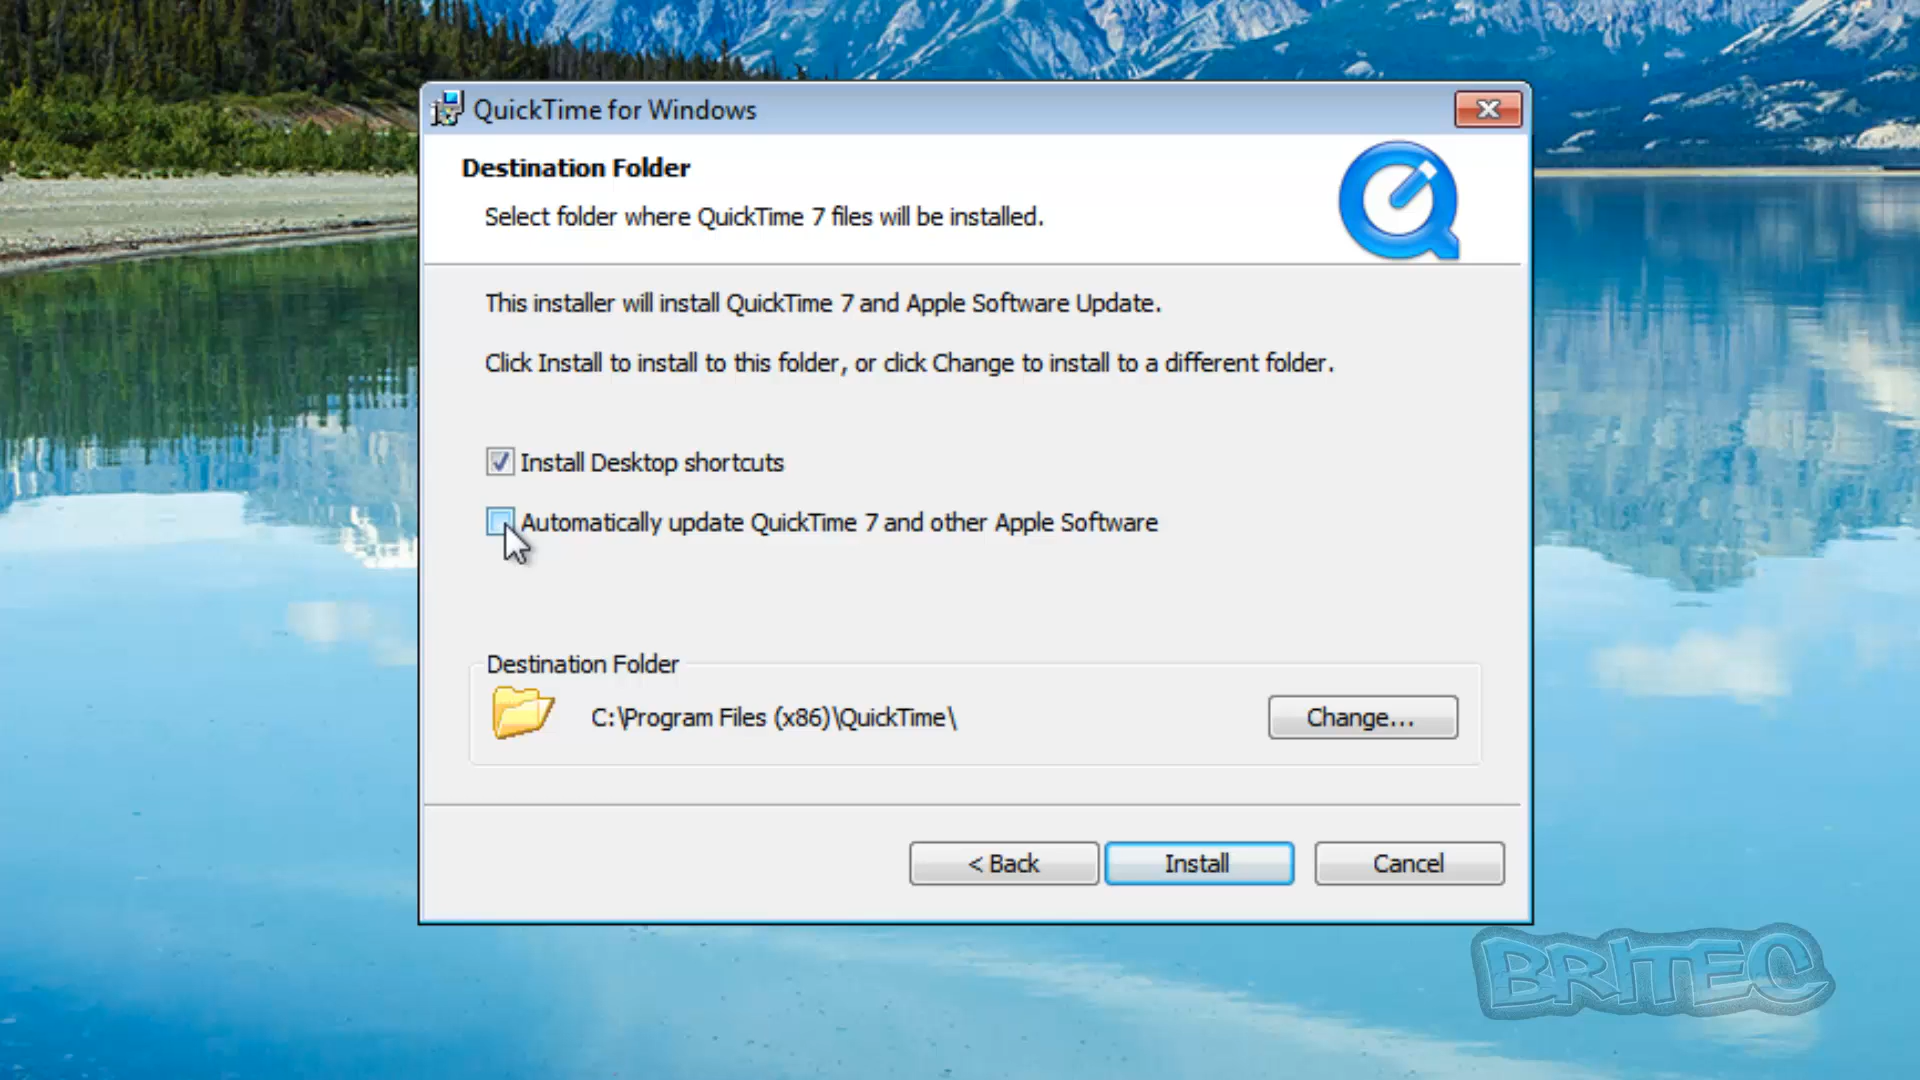 QuickTime for Windows
Destination Folder
Select folder where QuickTime 7 files will be installed.
This installer will install QuickTime 7 and Apple Software Update.
Click Install to install to this folder, or click Change to install to a different folder.
Install Desktop shortcuts
Automatically update QuickTime 7 and other Apple Software
Destination Folder
C:\Program Files (x86)\QuickTime\
Change...
< Back
Install
Cancel
BRITEC